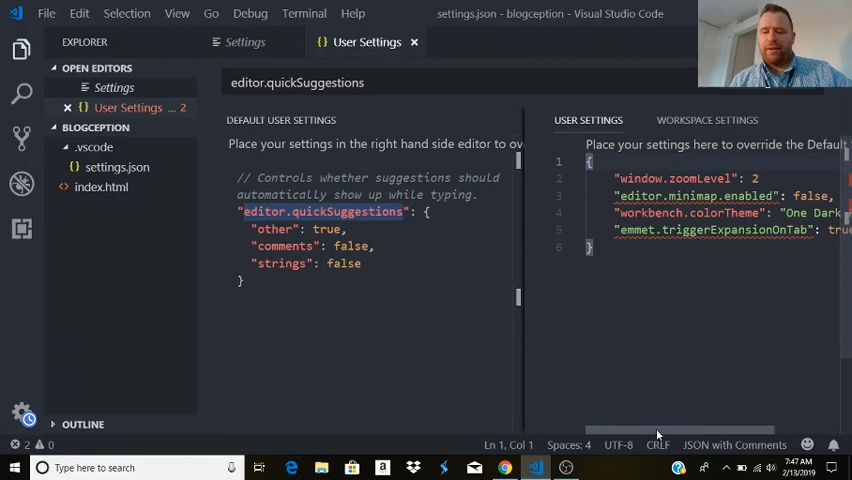 File Edit Selection View Go Debug Terminal Help settings.json - blogception - Visual Studio Code
EXPLORER
Settings
User Settings
OPEN EDITORS
Settings
User Settings ... 2
BLOGCEPTION
.vscode
settings.json
index.html
OUTLINE
editor.quickSuggestions
DEFAULT USER SETTINGS
Place your settings in the right hand side editor to ov
// Controls whether suggestions should
automatically show up while typing.
"editor.quickSuggestions": {
"other": true,
"comments": false,
"strings": false
}
USER SETTINGS WORKSPACE SETTINGS
Place your settings here to override the Default
1 {
2 "window.zoomLevel": 2
3 "editor.minimap.enabled": false,
4 "workbench.colorTheme": "One Dark
5 "emmet.triggerExpansionOnTab": true
6 }
2 0 Ln 1, Col 1 Spaces: 4 UTF-8 CRLF JSON with Comments
Type here to search
7:47 AM
2/13/2019